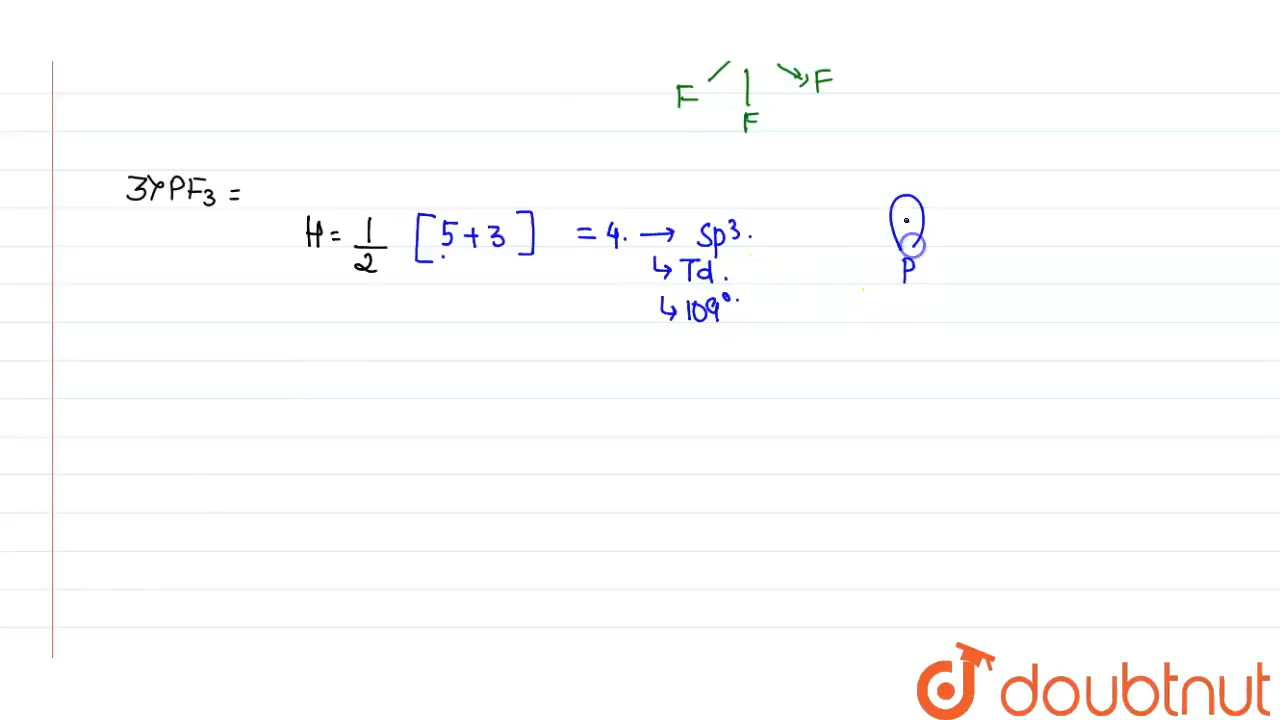 F F
F
3) PF₃ =
H = 1/2 [5+3] = 4. → Sp³.
↳ Td.
↳ 109°.
P
doubtnut